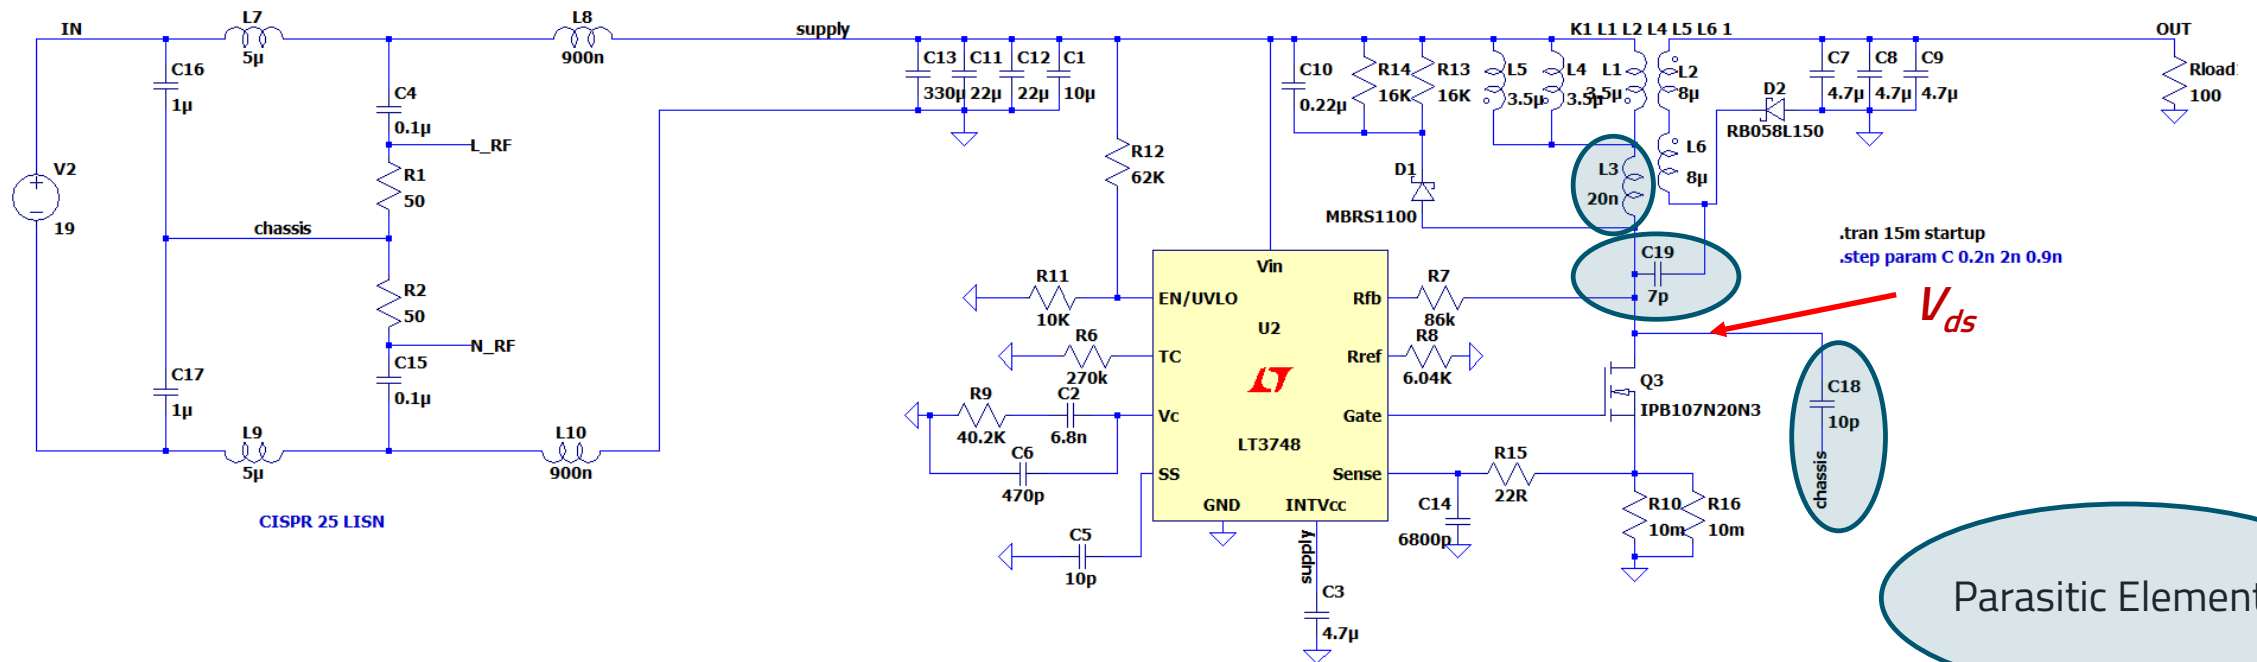 IN
L7
5µ
L8
900n
supply
C16
1µ
C4
0.1µ
L_RF
R1
50
V2
19
chassis
R2
50
N_RF
C15
0.1µ
C17
1µ
L9
5µ
L10
900n
CISPR 25 LISN
C13
330µ
C11
22µ
C12
22µ
C1
10µ
R12
62K
C10
0.22µ
R14
16K
R13
16K
L5
3.5µ
L4
3.5µ
K1 L1 L2 L4 L5 L6 1
L1
3.5µ
L2
8µ
L3
20n
L6
8µ
D1
MBRS1100
D2
RB058L150
C7
4.7µ
C8
4.7µ
C9
4.7µ
OUT
Rload
100
.tran 15m startup
.step param C 0.2n 2n 0.9n
C19
7p
Vds
R11
10K
R6
270k
R9
40.2K
C2
6.8n
C6
470p
C5
10p
Vin
EN/UVLO
Rfb
U2
TC
Rref
Vc
Gate
LT3748
SS
Sense
GND
INTVcc
R7
86k
R8
6.04K
Q3
IPB107N20N3
C18
10p
chassis
R15
22R
C14
6800p
R10
10m
R16
10m
supply
C3
4.7µ
Parasitic Element